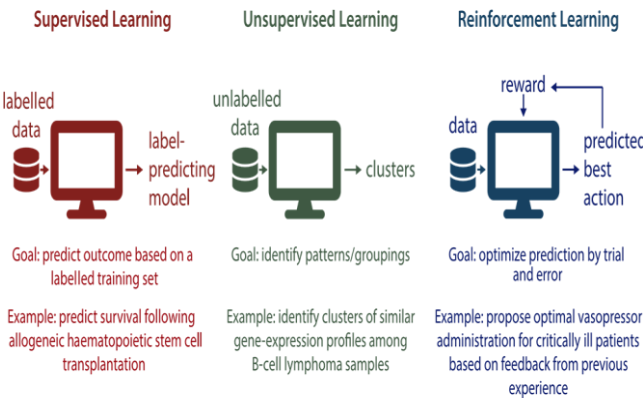 Supervised Learning
labelled
data
label-
predicting
model
Goal: predict outcome based on a
labelled training set
Example: predict survival following
allogeneic haematopoietic stem cell
transplantation
Unsupervised Learning
unlabelled
data
clusters
Goal: identify patterns/groupings
Example: identify clusters of similar
gene-expression profiles among
B-cell lymphoma samples
Reinforcement Learning
reward
data
predicted
best
action
Goal: optimize prediction by trial
and error
Example: propose optimal vasopressor
administration for critically ill patients
based on feedback from previous
experience